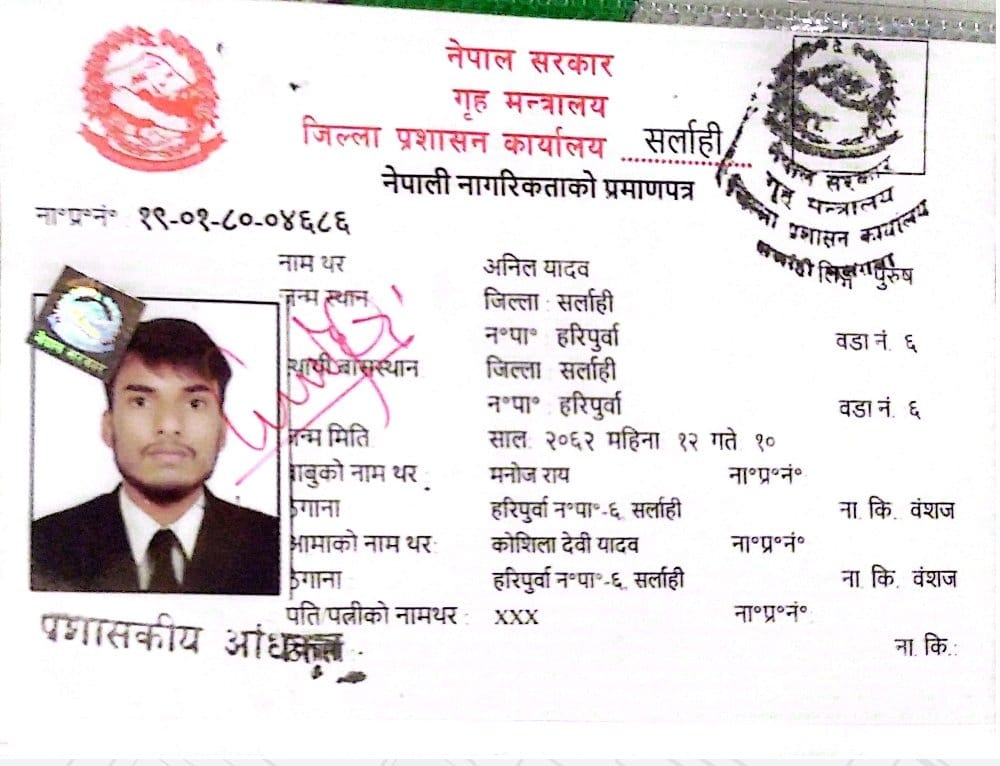 नेपाल सरकार
गृह मन्त्रालय
जिल्ला प्रशासन कार्यालय सर्लाही
नेपाली नागरिकताको प्रमाणपत्र
नेपाल सरकार
गृह मन्त्रालय
जिल्ला प्रशासन कार्यालय
ना॰प्र॰नं॰ १९-०१-८०-०४६८६
नाम थर अनिल यादव पुरुष
जन्म स्थान जिल्ला : सर्लाही
न॰पा॰ हरिपुर्वा वडा नं. ६
स्थायी बासस्थान जिल्ला : सर्लाही
न॰पा॰ हरिपुर्वा वडा नं. ६
जन्म मिति साल: २०६२ महिना १२ गते १०
बाबुको नाम थर : मनोज राय ना॰प्र॰नं॰
ठेगाना हरिपुर्वा न॰पा॰-६, सर्लाही ना. कि. वंशज
आमाको नाम थर: कोशिला देवी यादव ना॰प्र॰नं॰
ठेगाना हरिपुर्वा न॰पा॰-६, सर्लाही ना. कि. वंशज
पति/पत्नीको नामथर : XXX ना॰प्र॰नं॰
ना. कि.:
नेपाल सरकार
प्रशासकीय